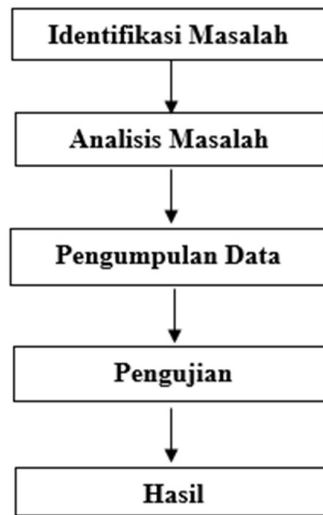 Identifikasi Masalah
Analisis Masalah
Pengumpulan Data
Pengujian
Hasil